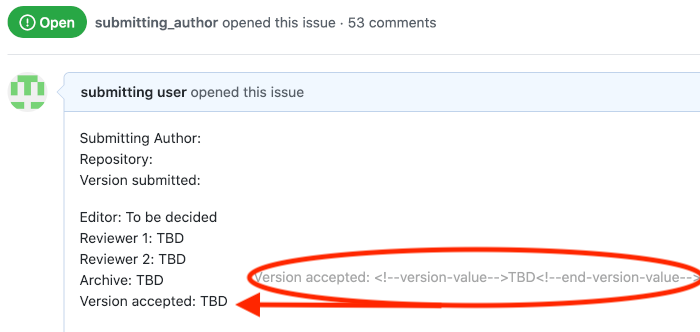 Open submitting_author opened this issue · 53 comments
submitting user opened this issue
Submitting Author:
Repository:
Version submitted:
Editor: To be decided
Reviewer 1: TBD
Reviewer 2: TBD
Archive: TBD
Version accepted: <!--version-value-->TBD<!--end-version-value-->
Version accepted: TBD